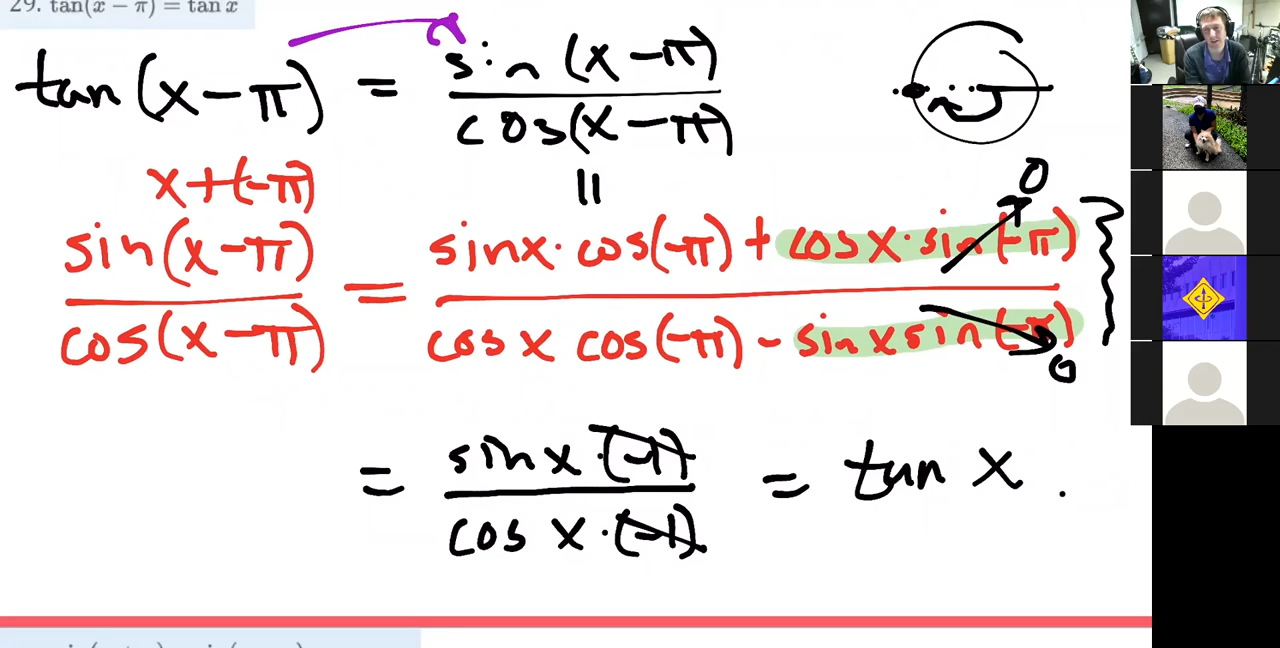 29. tan(x − π) = tan x
tan (x − π) = sin (x − π) / cos(x − π)
x + (−π)
=
0
sin(x − π) / cos(x − π) = sin x · cos(−π) + cos x · sin(−π) / cos x cos(−π) − sin x sin(−π)
0
= sin x · (−1) / cos x · (−1) = tan x .